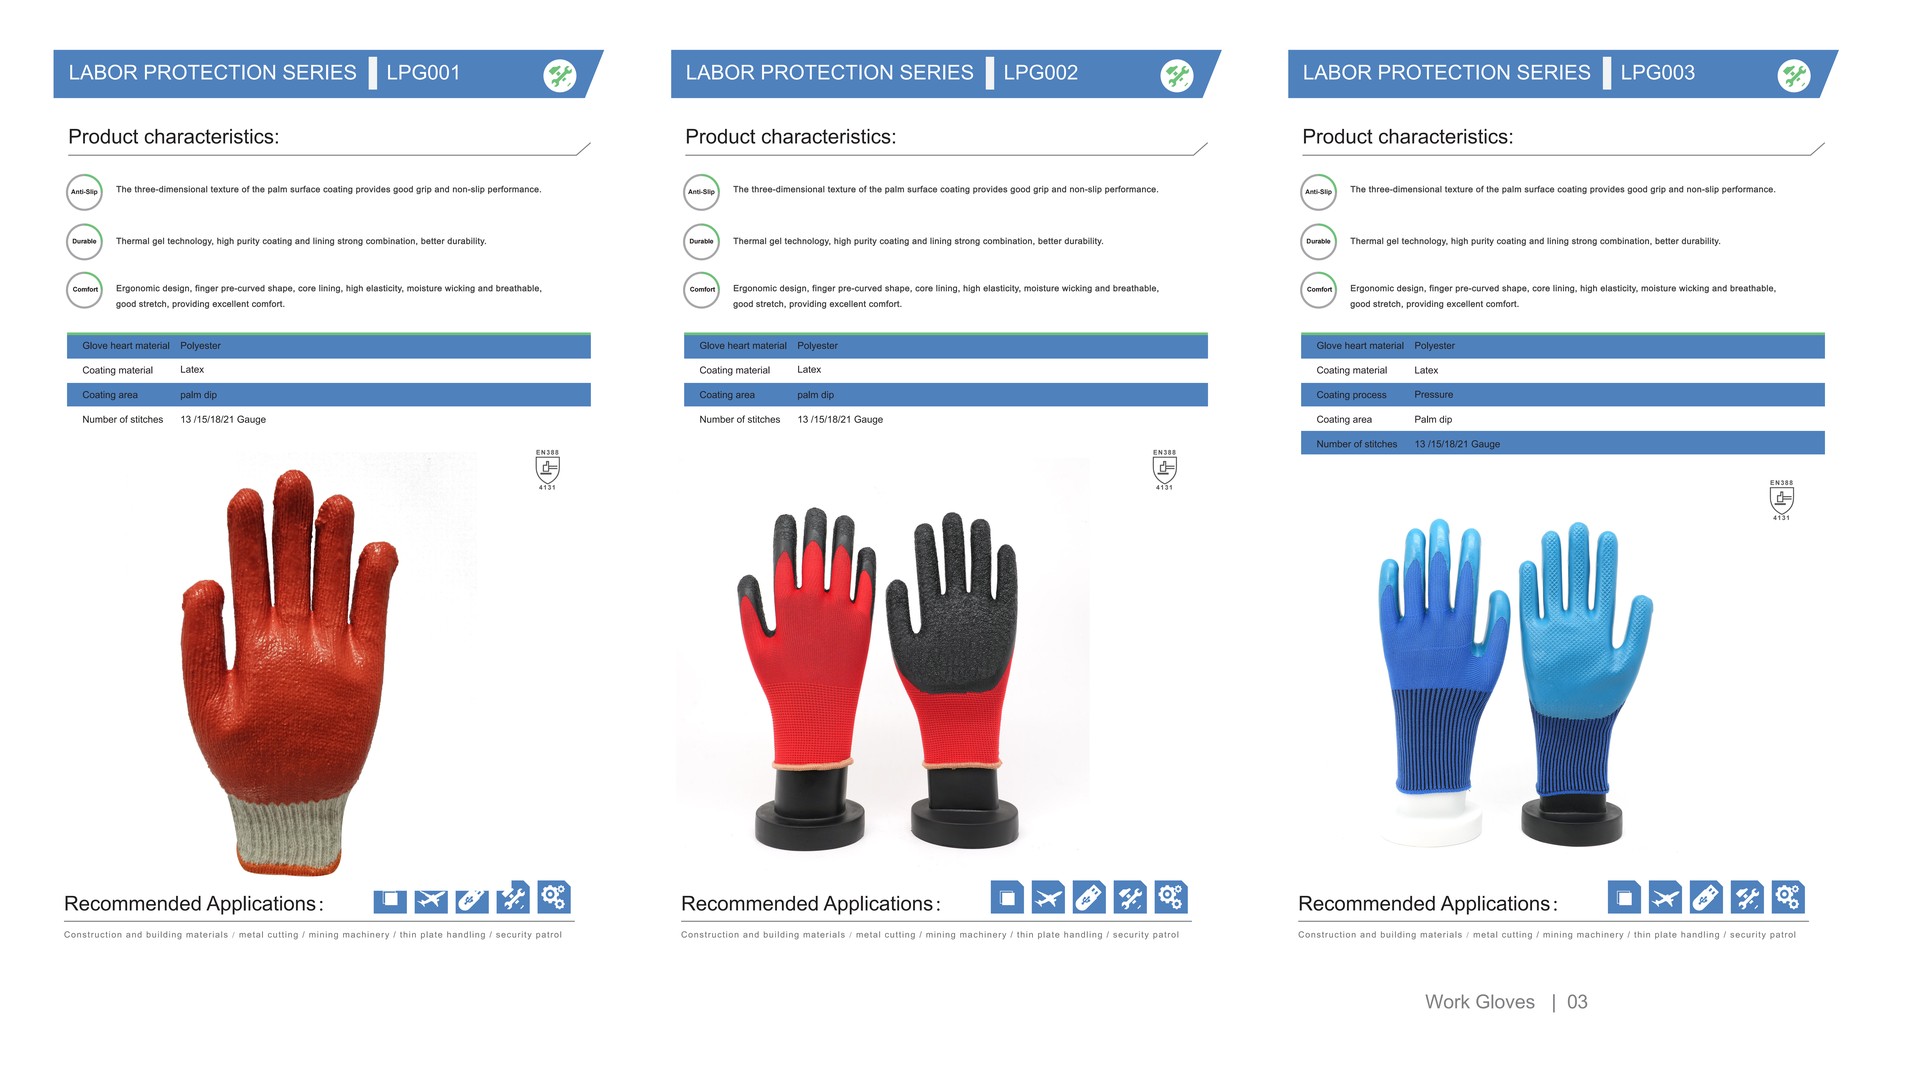 LABOR PROTECTION SERIES LPG001
Product characteristics:
Anti-Slip The three-dimensional texture of the palm surface coating provides good grip and non-slip performance.
Durable Thermal gel technology, high purity coating and lining strong combination, better durability.
Comfort Ergonomic design, finger pre-curved shape, core lining, high elasticity, moisture wicking and breathable,
good stretch, providing excellent comfort.
Glove heart material Polyester
Coating material Latex
Coating area palm dip
Number of stitches 13 /15/18/21 Gauge
EN388
4131
Recommended Applications:
Construction and building materials / metal cutting / mining machinery / thin plate handling / security patrol
LABOR PROTECTION SERIES LPG002
Product characteristics:
Anti-Slip The three-dimensional texture of the palm surface coating provides good grip and non-slip performance.
Durable Thermal gel technology, high purity coating and lining strong combination, better durability.
Comfort Ergonomic design, finger pre-curved shape, core lining, high elasticity, moisture wicking and breathable,
good stretch, providing excellent comfort.
Glove heart material Polyester
Coating material Latex
Coating area palm dip
Number of stitches 13 /15/18/21 Gauge
EN388
4131
Recommended Applications:
Construction and building materials / metal cutting / mining machinery / thin plate handling / security patrol
LABOR PROTECTION SERIES LPG003
Product characteristics:
Anti-Slip The three-dimensional texture of the palm surface coating provides good grip and non-slip performance.
Durable Thermal gel technology, high purity coating and lining strong combination, better durability.
Comfort Ergonomic design, finger pre-curved shape, core lining, high elasticity, moisture wicking and breathable,
good stretch, providing excellent comfort.
Glove heart material Polyester
Coating material Latex
Coating process Pressure
Coating area Palm dip
Number of stitches 13 /15/18/21 Gauge
EN388
4131
Recommended Applications:
Construction and building materials / metal cutting / mining machinery / thin plate handling / security patrol
Work Gloves | 03